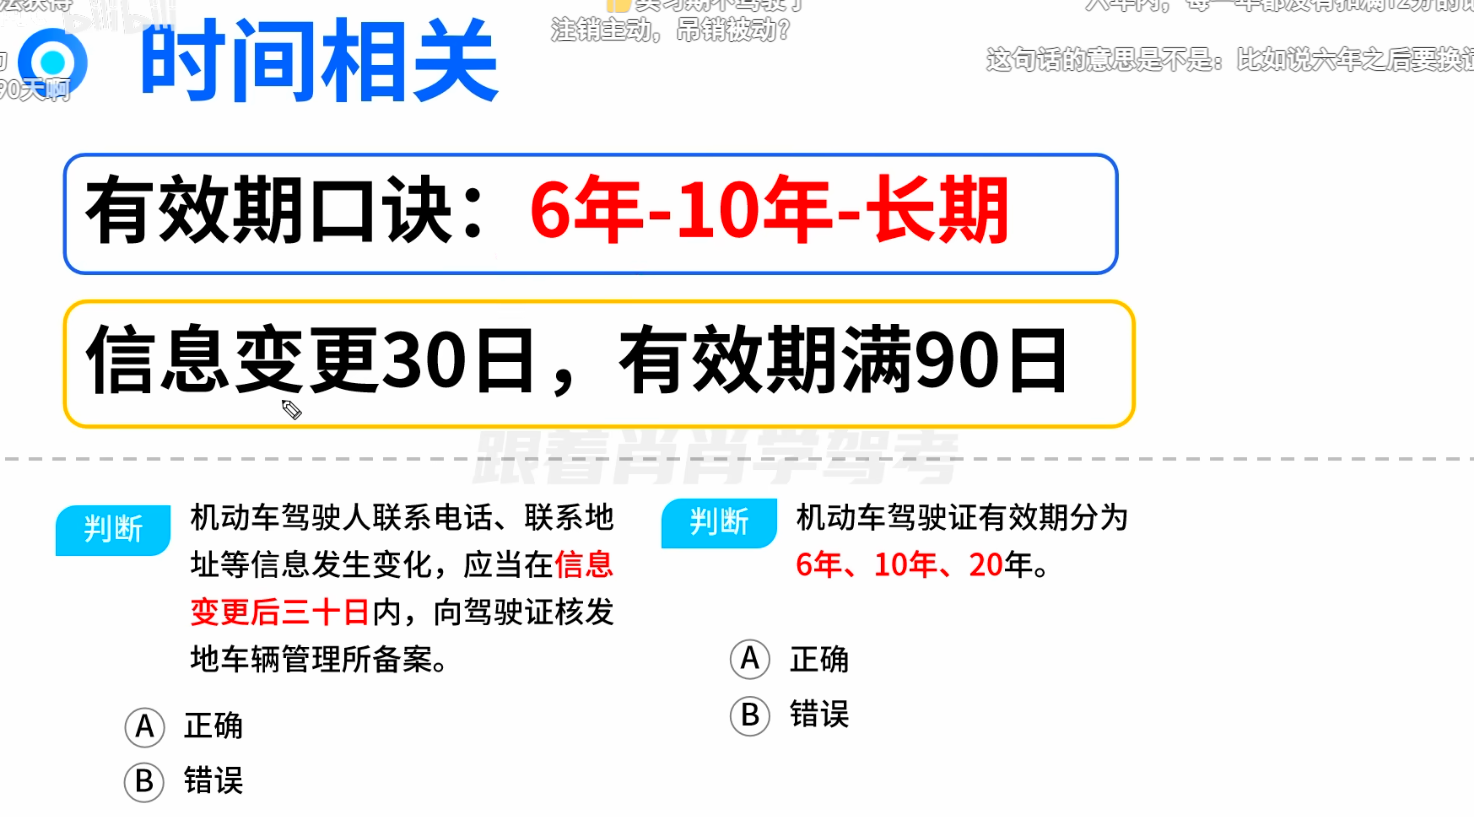 bilibili
90天啊
注销主动，吊销被动？
这句话的意思是不是：比如说六年之后要换证
时间相关
有效期口诀：6年-10年-长期
信息变更30日，有效期满90日
跟着肖肖学驾考
判断
机动车驾驶人联系电话、联系地
址等信息发生变化，应当在信息
变更后三十日内，向驾驶证核发
地车辆管理所备案。
A 正确
B 错误
判断
机动车驾驶证有效期分为
6年、10年、20年。
A 正确
B 错误